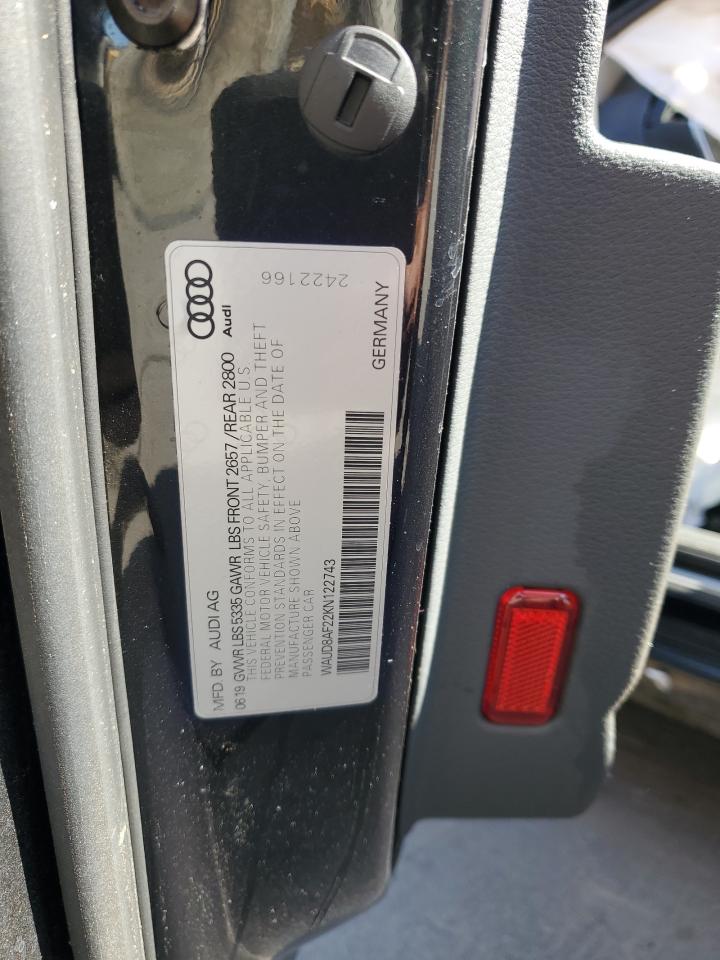 Audi
2422166
MFD BY AUDI AG
0619 GVWR LBS 5335 GAWR LBS FRONT 2657 / REAR 2800
THIS VEHICLE CONFORMS TO ALL APPLICABLE U S
FEDERAL MOTOR VEHICLE SAFETY, BUMPER AND THEFT
PREVENTION STANDARDS IN EFFECT ON THE DATE OF
MANUFACTURE SHOWN ABOVE
PASSENGER CAR
WAUD8AF22KN122743
GERMANY